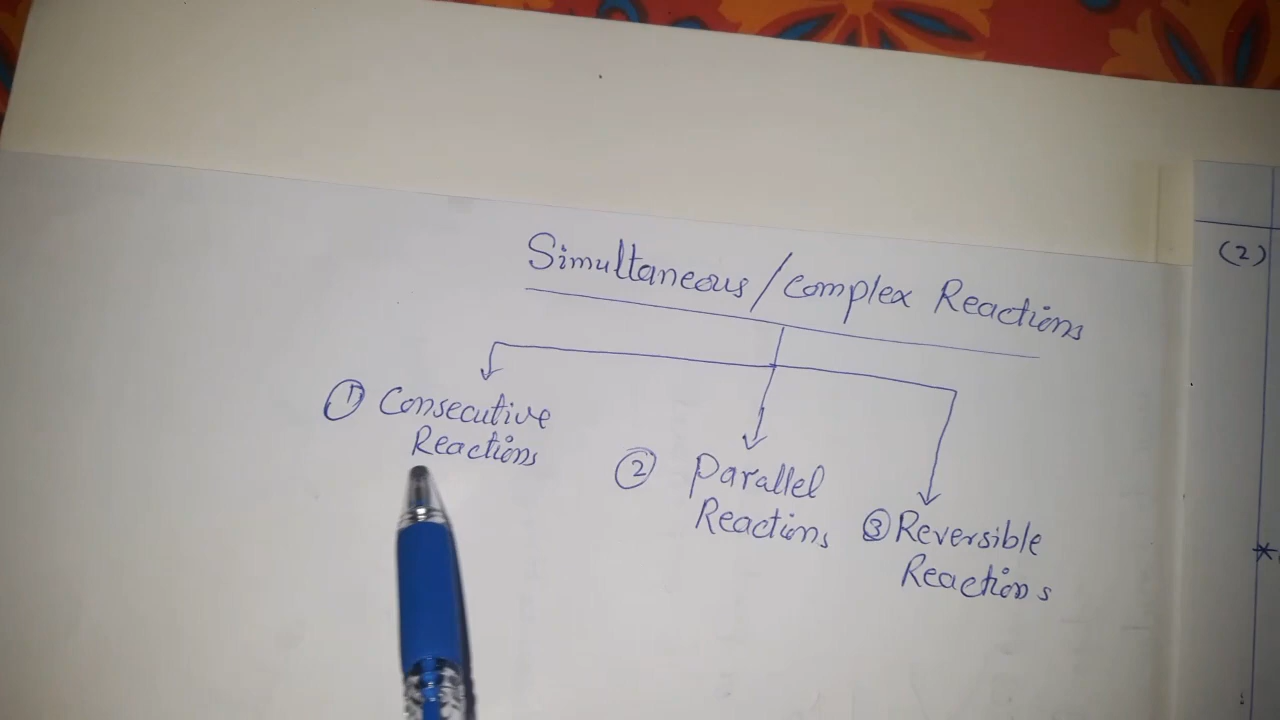 Simultaneous/Complex Reactions
① Consecutive
Reactions
② Parallel
Reactions
③ Reversible
Reactions
(2)
*